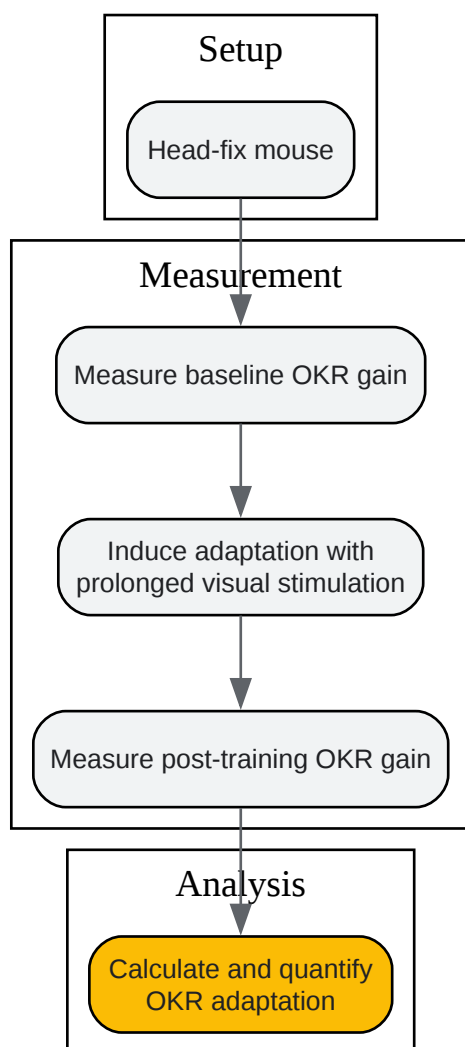 Setup
Head-fix mouse
Measurement
Measure baseline OKR gain
Induce adaptation with
prolonged visual stimulation
Measure post-training OKR gain
Analysis
Calculate and quantify
OKR adaptation